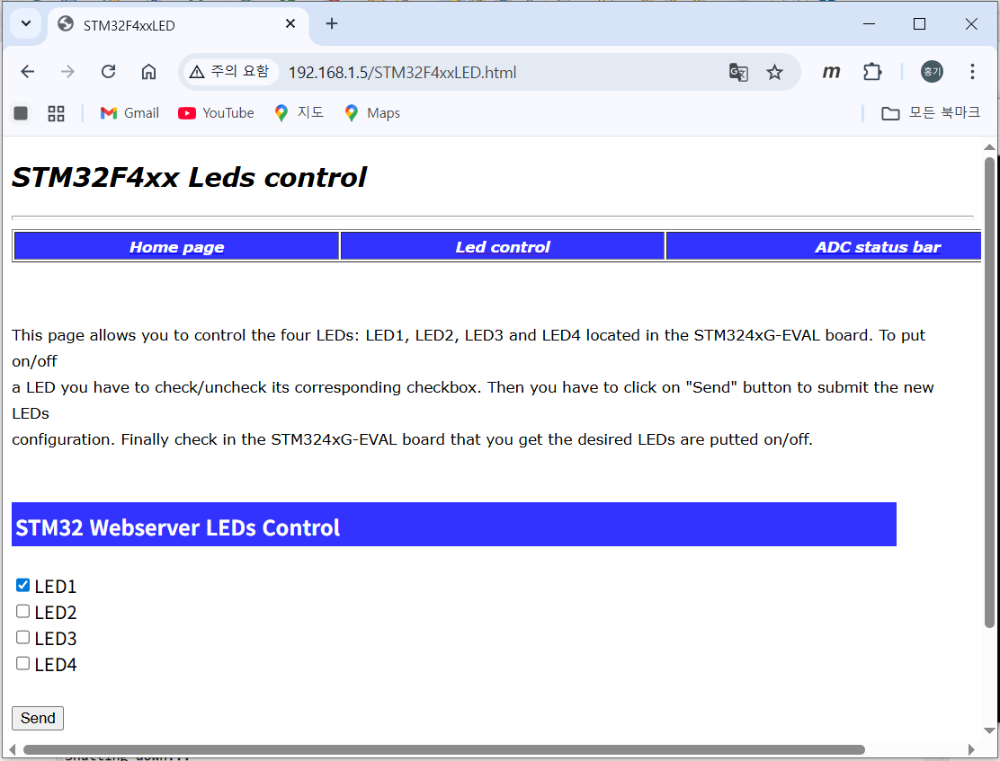 STM32F4xxLED
주의 요함
192.168.1.5/STM32F4xxLED.html
m
홍기
Gmail
YouTube
지도
Maps
모든 북마크
STM32F4xx Leds control
Home page
Led control
ADC status bar
This page allows you to control the four LEDs: LED1, LED2, LED3 and LED4 located in the STM324xG-EVAL board. To put
on/off
a LED you have to check/uncheck its corresponding checkbox. Then you have to click on "Send" button to submit the new
LEDs
configuration. Finally check in the STM324xG-EVAL board that you get the desired LEDs are putted on/off.
STM32 Webserver LEDs Control
LED1
LED2
LED3
LED4
Send